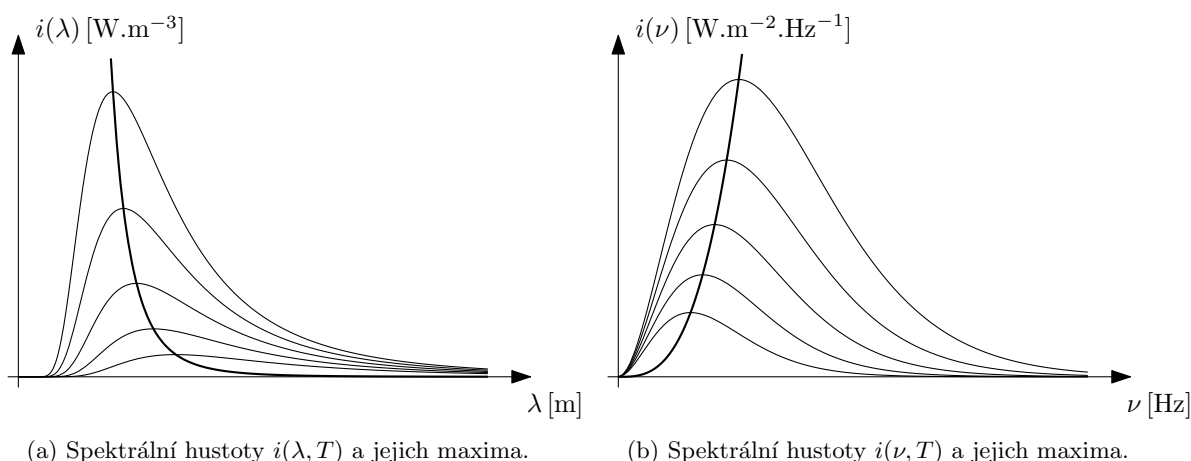 i(λ) [W.m⁻³]
λ [m]
(a) Spektrální hustoty i(λ, T) a jejich maxima.
i(ν) [W.m⁻².Hz⁻¹]
ν [Hz]
(b) Spektrální hustoty i(ν, T) a jejich maxima.